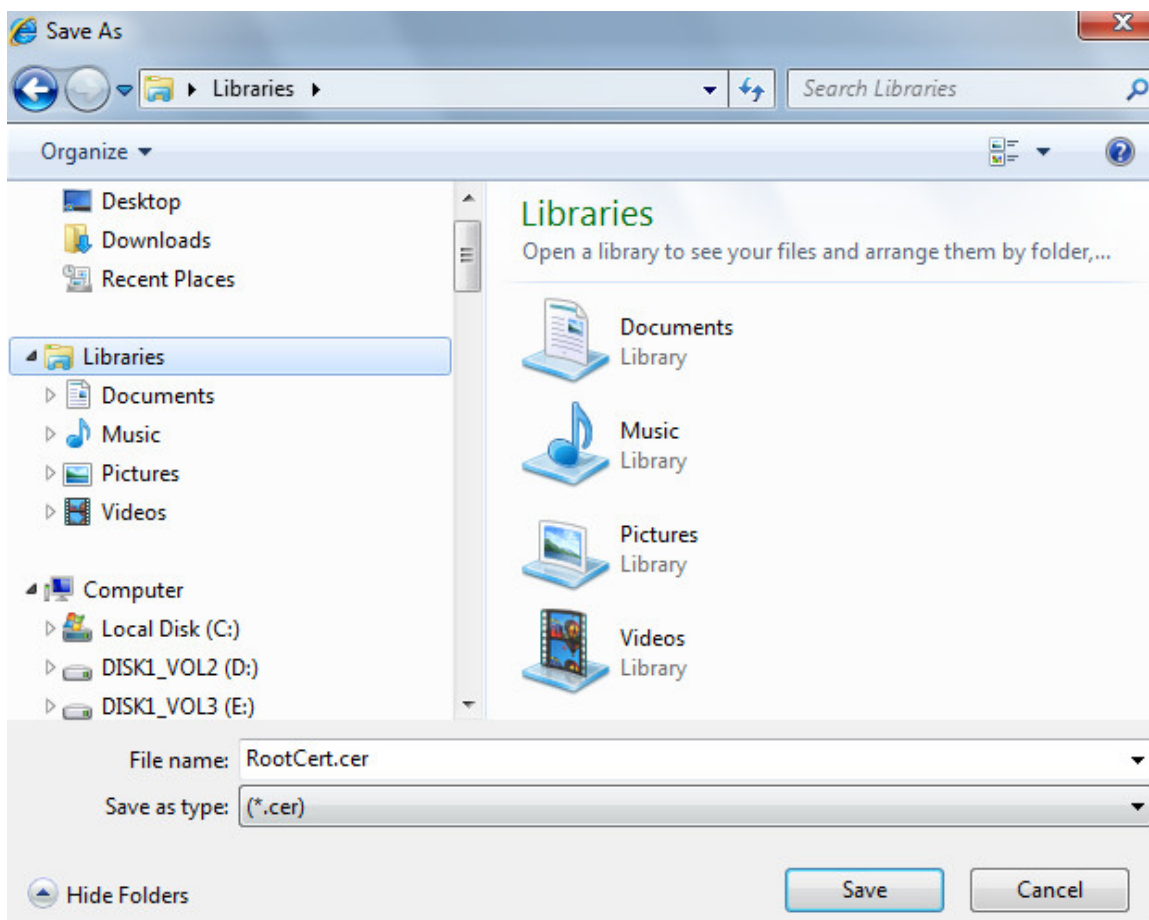 Save As
Libraries
Search Libraries
Organize
Desktop
Downloads
Recent Places
Libraries
Documents
Music
Pictures
Videos
Computer
Local Disk (C:)
DISK1_VOL2 (D:)
DISK1_VOL3 (E:)
Libraries
Open a library to see your files and arrange them by folder,...
Documents
Library
Music
Library
Pictures
Library
Videos
Library
File name: RootCert.cer
Save as type: (*.cer)
Hide Folders
Save
Cancel